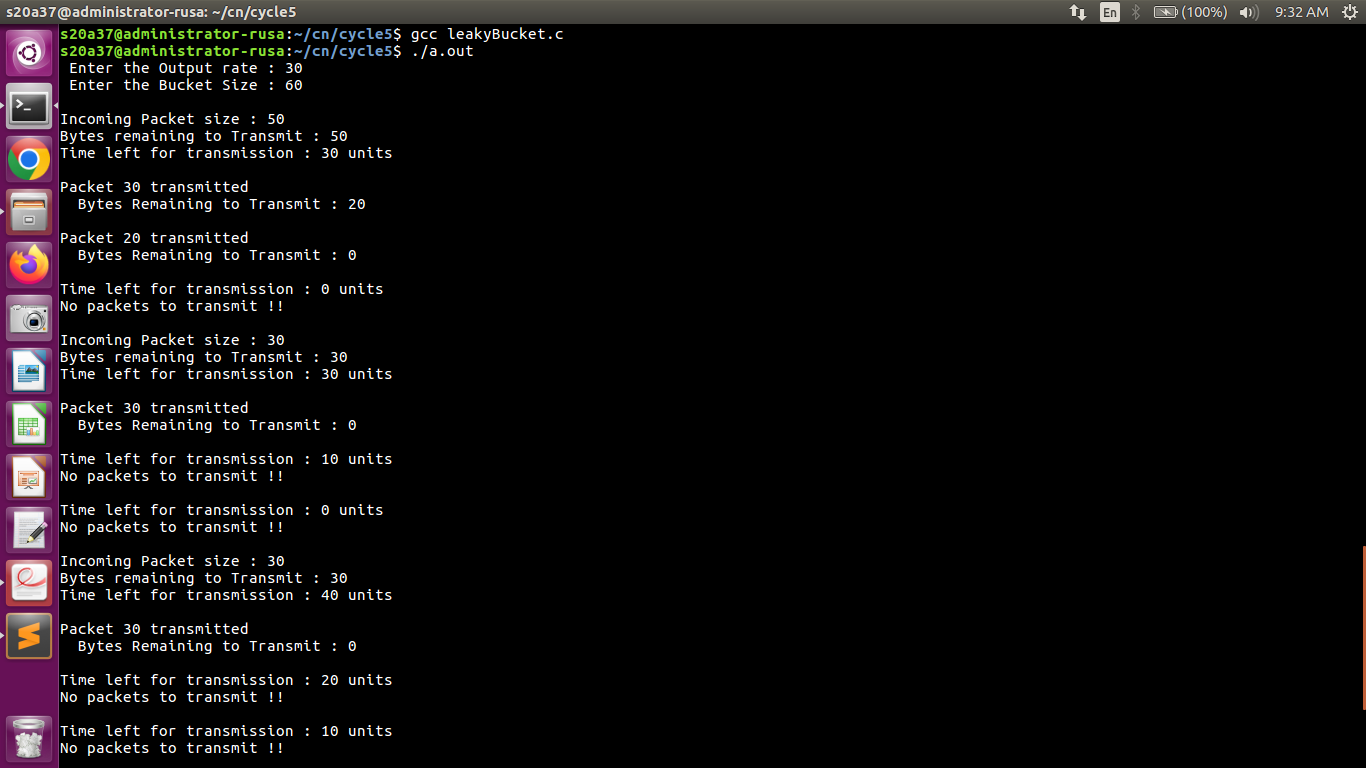 s20a37@administrator-rusa: ~/cn/cycle5
En (100%) 9:32 AM
s20a37@administrator-rusa:~/cn/cycle5$ gcc leakyBucket.c
s20a37@administrator-rusa:~/cn/cycle5$ ./a.out
Enter the Output rate : 30
Enter the Bucket Size : 60
Incoming Packet size : 50
Bytes remaining to Transmit : 50
Time left for transmission : 30 units
Packet 30 transmitted
Bytes Remaining to Transmit : 20
Packet 20 transmitted
Bytes Remaining to Transmit : 0
Time left for transmission : 0 units
No packets to transmit !!
Incoming Packet size : 30
Bytes remaining to Transmit : 30
Time left for transmission : 30 units
Packet 30 transmitted
Bytes Remaining to Transmit : 0
Time left for transmission : 10 units
No packets to transmit !!
Time left for transmission : 0 units
No packets to transmit !!
Incoming Packet size : 30
Bytes remaining to Transmit : 30
Time left for transmission : 40 units
Packet 30 transmitted
Bytes Remaining to Transmit : 0
Time left for transmission : 20 units
No packets to transmit !!
Time left for transmission : 10 units
No packets to transmit !!